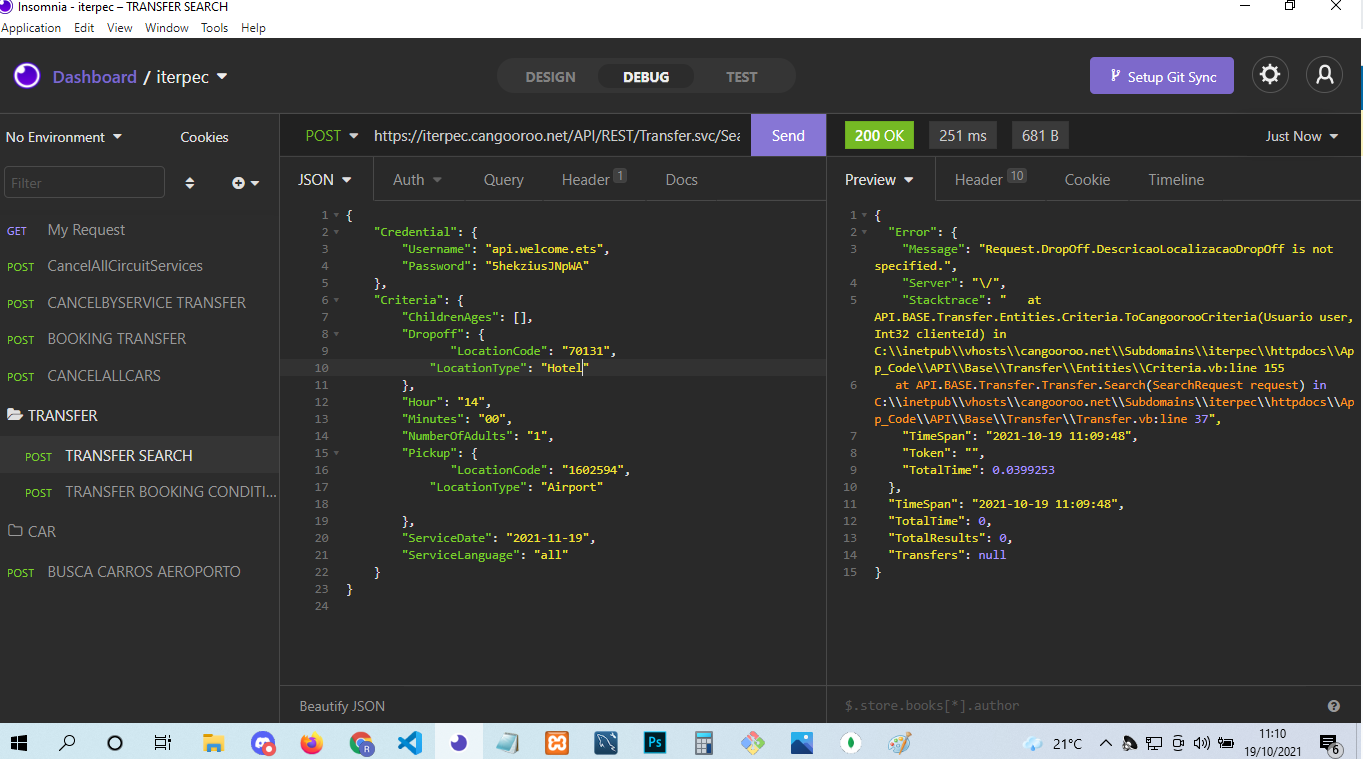 Insomnia - iterpec – TRANSFER SEARCH
Application Edit View Window Tools Help
Dashboard / iterpec
DESIGN DEBUG TEST
Setup Git Sync
No Environment Cookies
Filter
GET My Request
POST CancelAllCircuitServices
POST CANCELBYSERVICE TRANSFER
POST BOOKING TRANSFER
POST CANCELALLCARS
TRANSFER
POST TRANSFER SEARCH
POST TRANSFER BOOKING CONDITI...
CAR
POST BUSCA CARROS AEROPORTO
POST https://iterpec.cangooroo.net/API/REST/Transfer.svc/Sea Send
JSON Auth Query Header 1 Docs
1 {
2 "Credential": {
3 "Username": "api.welcome.ets",
4 "Password": "5hekziusJNpWA"
5 },
6 "Criteria": {
7 "ChildrenAges": [],
8 "Dropoff": {
9 "LocationCode": "70131",
10 "LocationType": "Hotel"
11 },
12 "Hour": "14",
13 "Minutes": "00",
14 "NumberOfAdults": "1",
15 "Pickup": {
16 "LocationCode": "1602594",
17 "LocationType": "Airport"
18
19 },
20 "ServiceDate": "2021-11-19",
21 "ServiceLanguage": "all"
22 }
23 }
24
Beautify JSON
200 OK 251 ms 681 B Just Now
Preview Header 10 Cookie Timeline
1 {
2 "Error": {
3 "Message": "Request.DropOff.DescricaoLocalizacaoDropOff is not
specified.",
4 "Server": "\/",
5 "Stacktrace": " at
API.BASE.Transfer.Entities.Criteria.ToCangoorooCriteria(Usuario user,
Int32 clienteId) in
C:\\inetpub\\vhosts\\cangooroo.net\\Subdomains\\iterpec\\httpdocs\\Ap
p_Code\\API\\Base\\Transfer\\Entities\\Criteria.vb:line 155
6 at API.BASE.Transfer.Transfer.Search(SearchRequest request) in
C:\\inetpub\\vhosts\\cangooroo.net\\Subdomains\\iterpec\\httpdocs\\Ap
p_Code\\API\\Base\\Transfer\\Transfer.vb:line 37",
7 "TimeSpan": "2021-10-19 11:09:48",
8 "Token": "",
9 "TotalTime": 0.0399253
10 },
11 "TimeSpan": "2021-10-19 11:09:48",
12 "TotalTime": 0,
13 "TotalResults": 0,
14 "Transfers": null
15 }
$.store.books[*].author
R
Ps
21°C
11:10
19/10/2021
6